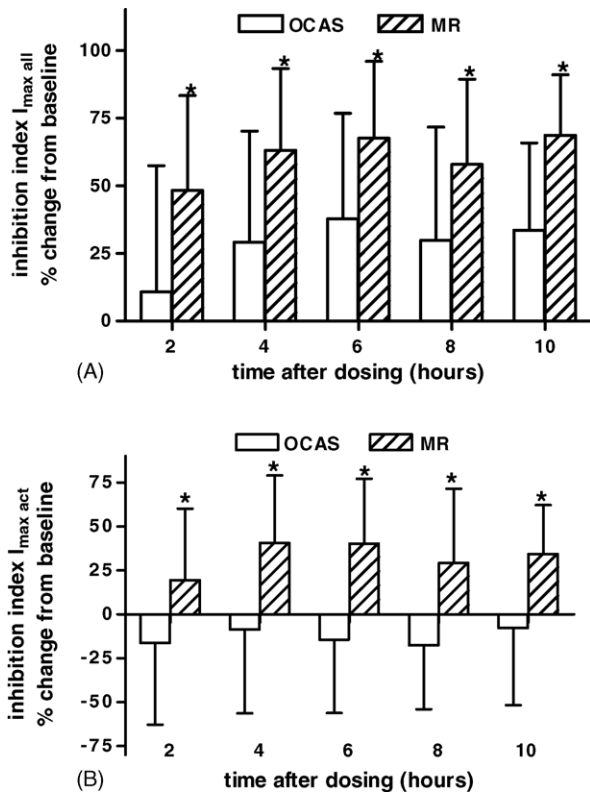 OCAS MR
inhibition index Imax all
% change from baseline
100
75
50
25
0
* * * * *
2 4 6 8 10
time after dosing (hours)
(A)
OCAS MR
inhibition index Imax act
% change from baseline
75
50
25
0
-25
-50
-75
* * * * *
2 4 6 8 10
time after dosing (hours)
(B)